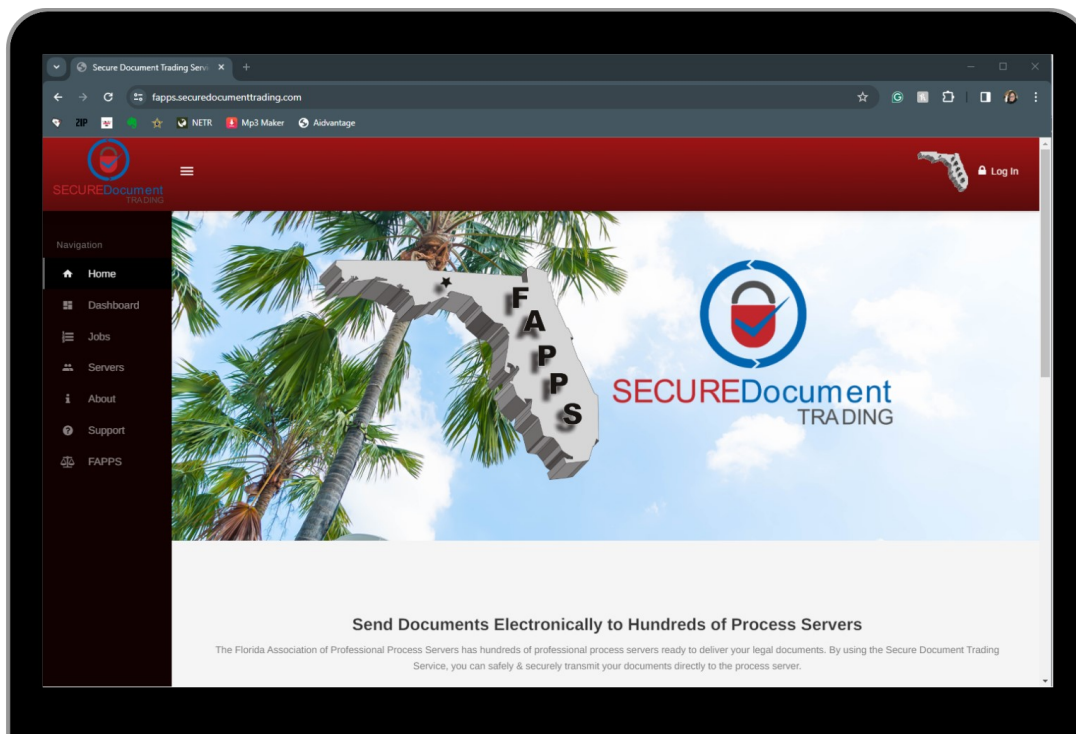 Secure Document Trading Servi
fapps.securedocumenttrading.com
ZIP
NETR
Mp3 Maker
Aidvantage
SECUREDocument
TRADING
Log In
Navigation
Home
Dashboard
Jobs
Servers
About
Support
FAPPS
FAPPS
SECUREDocument
TRADING
Send Documents Electronically to Hundreds of Process Servers
The Florida Association of Professional Process Servers has hundreds of professional process servers ready to deliver your legal documents. By using the Secure Document Trading
Service, you can safely & securely transmit your documents directly to the process server.